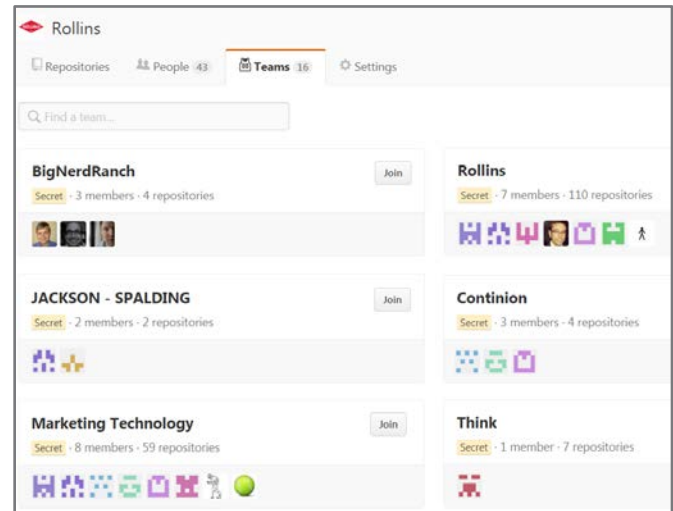 Rollins
Repositories People 43 Teams 16 Settings
Find a team...
BigNerdRanch
Join
Secret · 3 members · 4 repositories
Rollins
Secret · 7 members · 110 repositories
JACKSON - SPALDING
Join
Secret · 2 members · 2 repositories
Continion
Secret · 3 members · 4 repositories
Marketing Technology
Join
Secret · 8 members · 59 repositories
Think
Secret · 1 member · 7 repositories